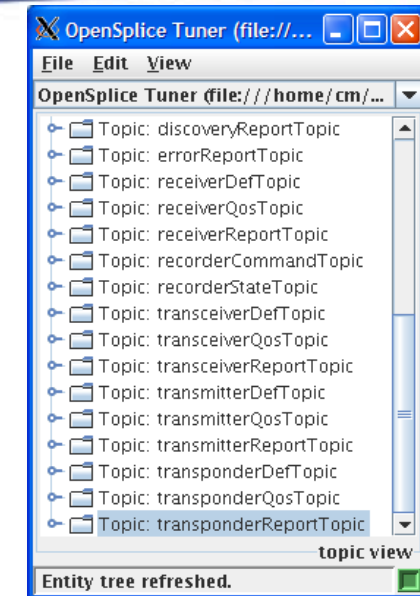 OpenSplice Tuner (file://...
File Edit View
OpenSplice Tuner (file:///home/cm/...
Topic: discoveryReportTopic
Topic: errorReportTopic
Topic: receiverDefTopic
Topic: receiverQosTopic
Topic: receiverReportTopic
Topic: recorderCommandTopic
Topic: recorderStateTopic
Topic: transceiverDefTopic
Topic: transceiverQosTopic
Topic: transceiverReportTopic
Topic: transmitterDefTopic
Topic: transmitterQosTopic
Topic: transmitterReportTopic
Topic: transponderDefTopic
Topic: transponderQosTopic
Topic: transponderReportTopic
topic view
Entity tree refreshed.